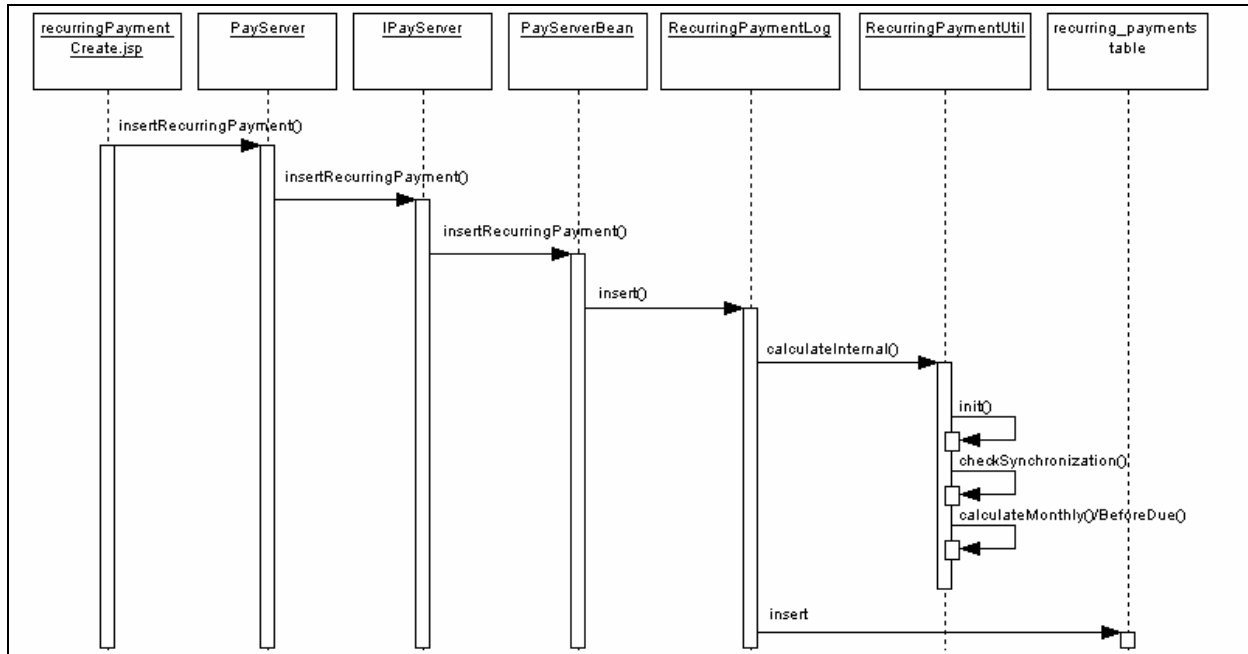 recurringPayment
Create.jsp
PayServer
IPayServer
PayServerBean
RecurringPaymentLog
RecurringPaymentUtil
recurring_payments
table
insertRecurringPayment()
insertRecurringPayment()
insertRecurringPayment()
insert()
calculateInternal()
init()
checkSynchronization()
calculateMonthly()/BeforeDue()
insert